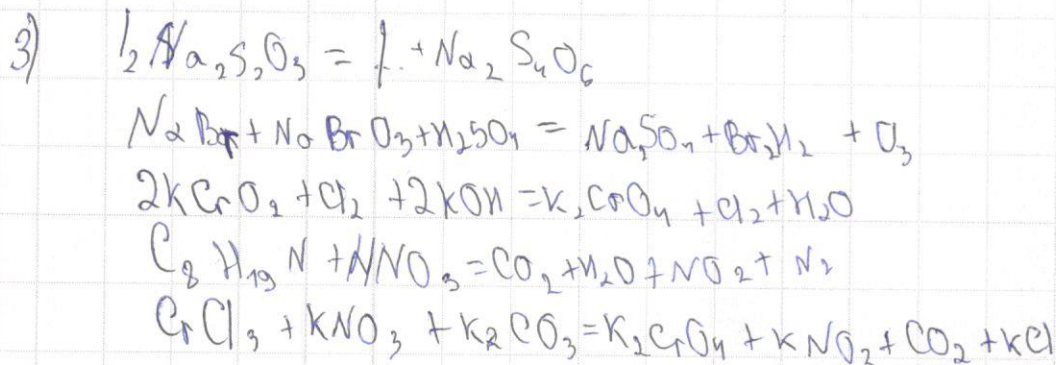 3) I₂ Na₂S₂O₃ = I + Na₂S₄O₆
NaBr + NaBrO₃ + H₂SO₄ = Na₂SO₄ + Br₂H₂ + O₃
2KCrO₂ + Cl₂ + 2KOH = K₂CrO₄ + Cl₂ + H₂O
C₈H₁₉N + HNO₃ = CO₂ + H₂O + NO₂ + N₂
CrCl₃ + KNO₃ + K₂CO₃ = K₂CrO₄ + KNO₂ + CO₂ + KCl